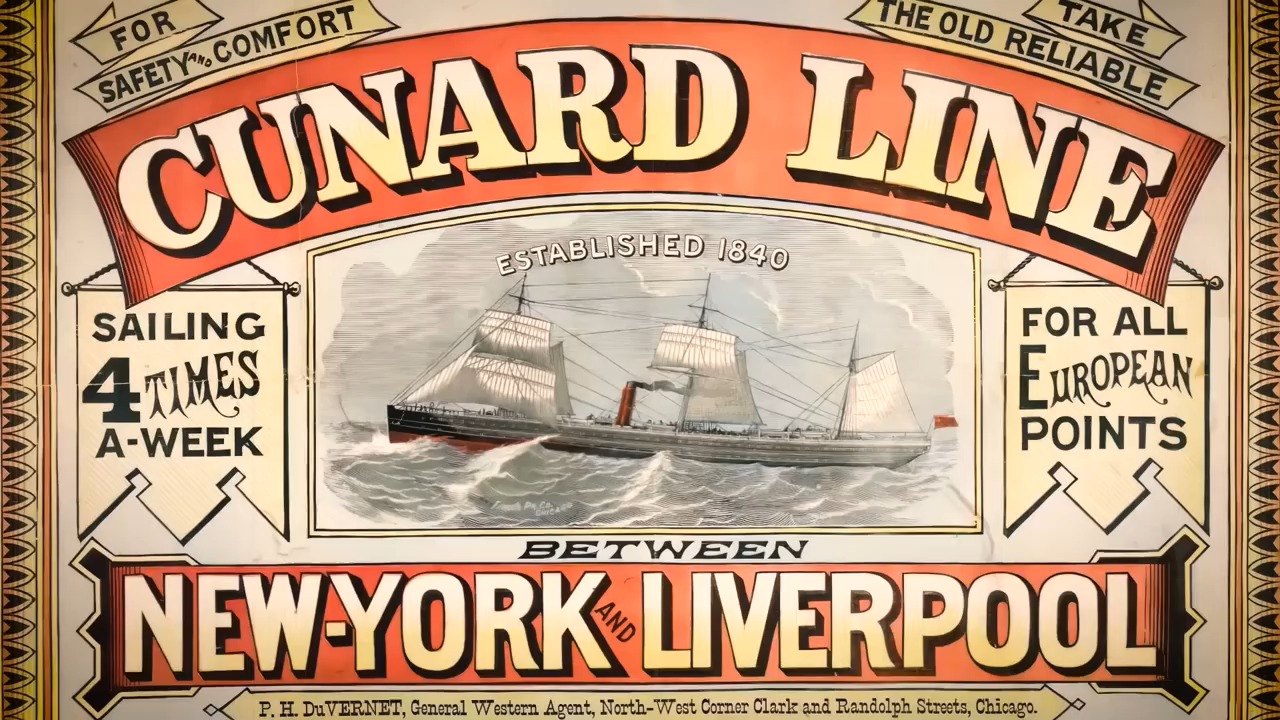 FOR
SAFETY AND COMFORT
TAKE
THE OLD RELIABLE
CUNARD LINE
ESTABLISHED 1840
SAILING
4 TIMES
A-WEEK
FOR ALL
EUROPEAN
POINTS
CHICAGO
BETWEEN
NEW-YORK AND LIVERPOOL
P. H. DuVERNET, General Western Agent, North-West Corner Clark and Randolph Streets, Chicago.